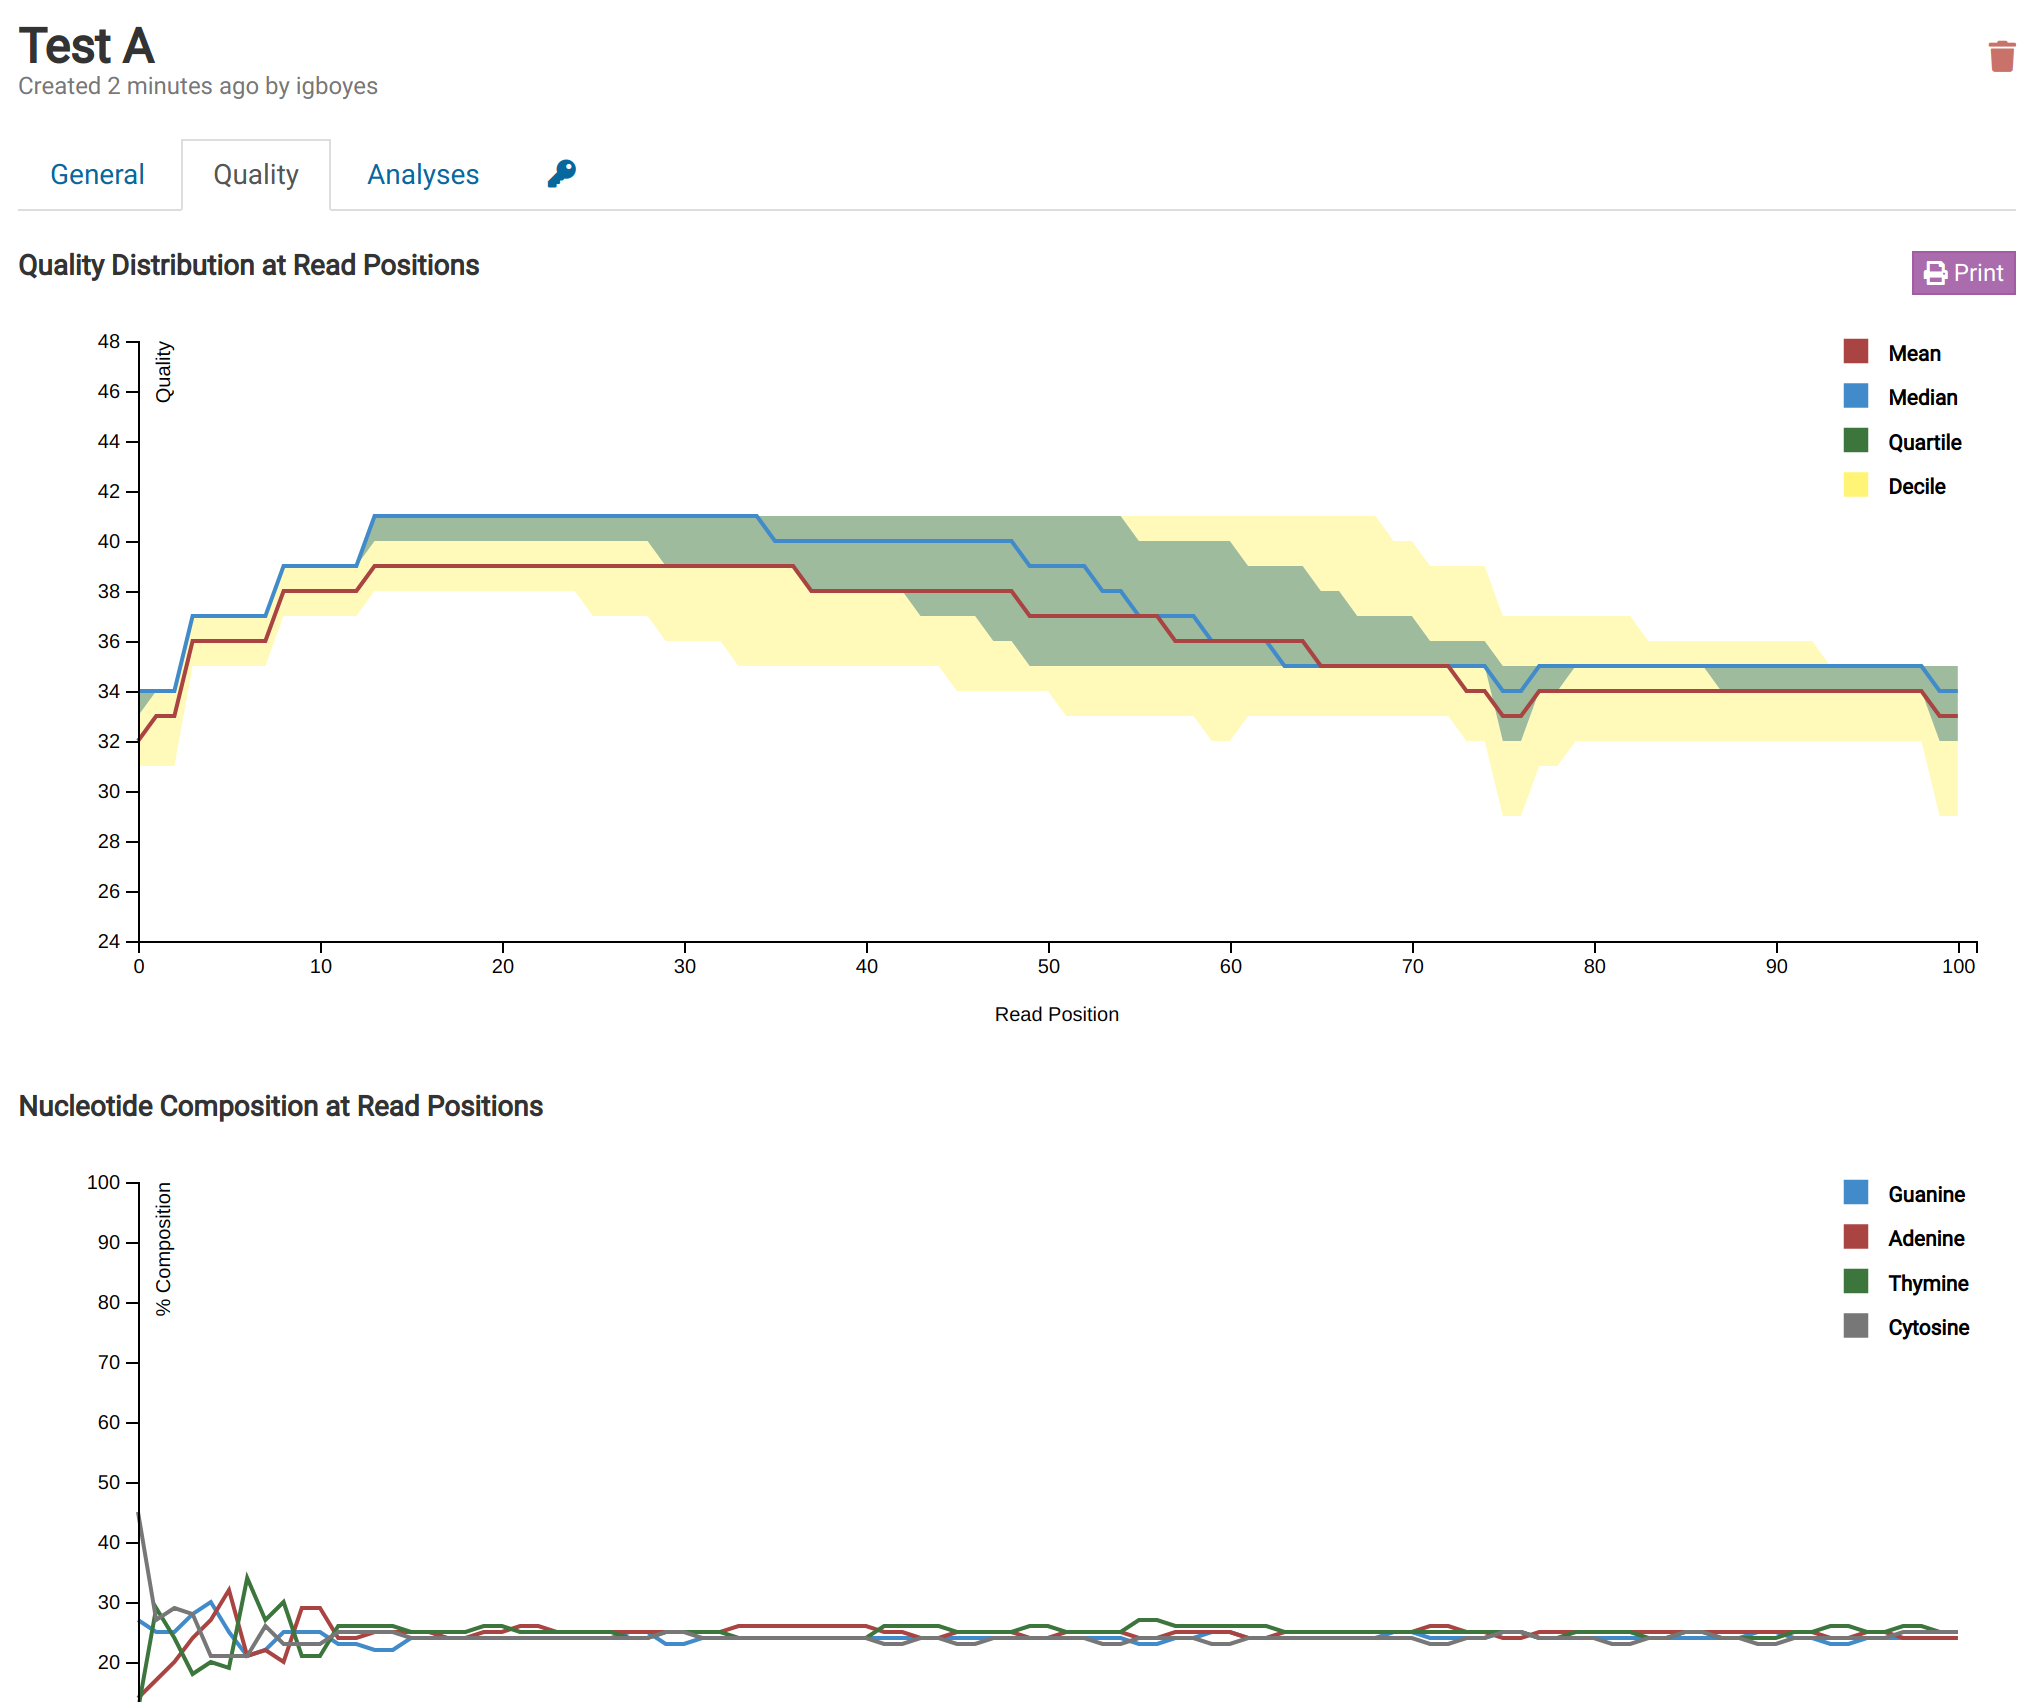 Test A
Created 2 minutes ago by igboyes
General Quality Analyses
Quality Distribution at Read Positions
Print
48
46
44
42
40
38
36
34
32
30
28
26
24
Quality
Mean
Median
Quartile
Decile
0 10 20 30 40 50 60 70 80 90 100
Read Position
Nucleotide Composition at Read Positions
100
90
80
70
60
50
40
30
20
% Composition
Guanine
Adenine
Thymine
Cytosine